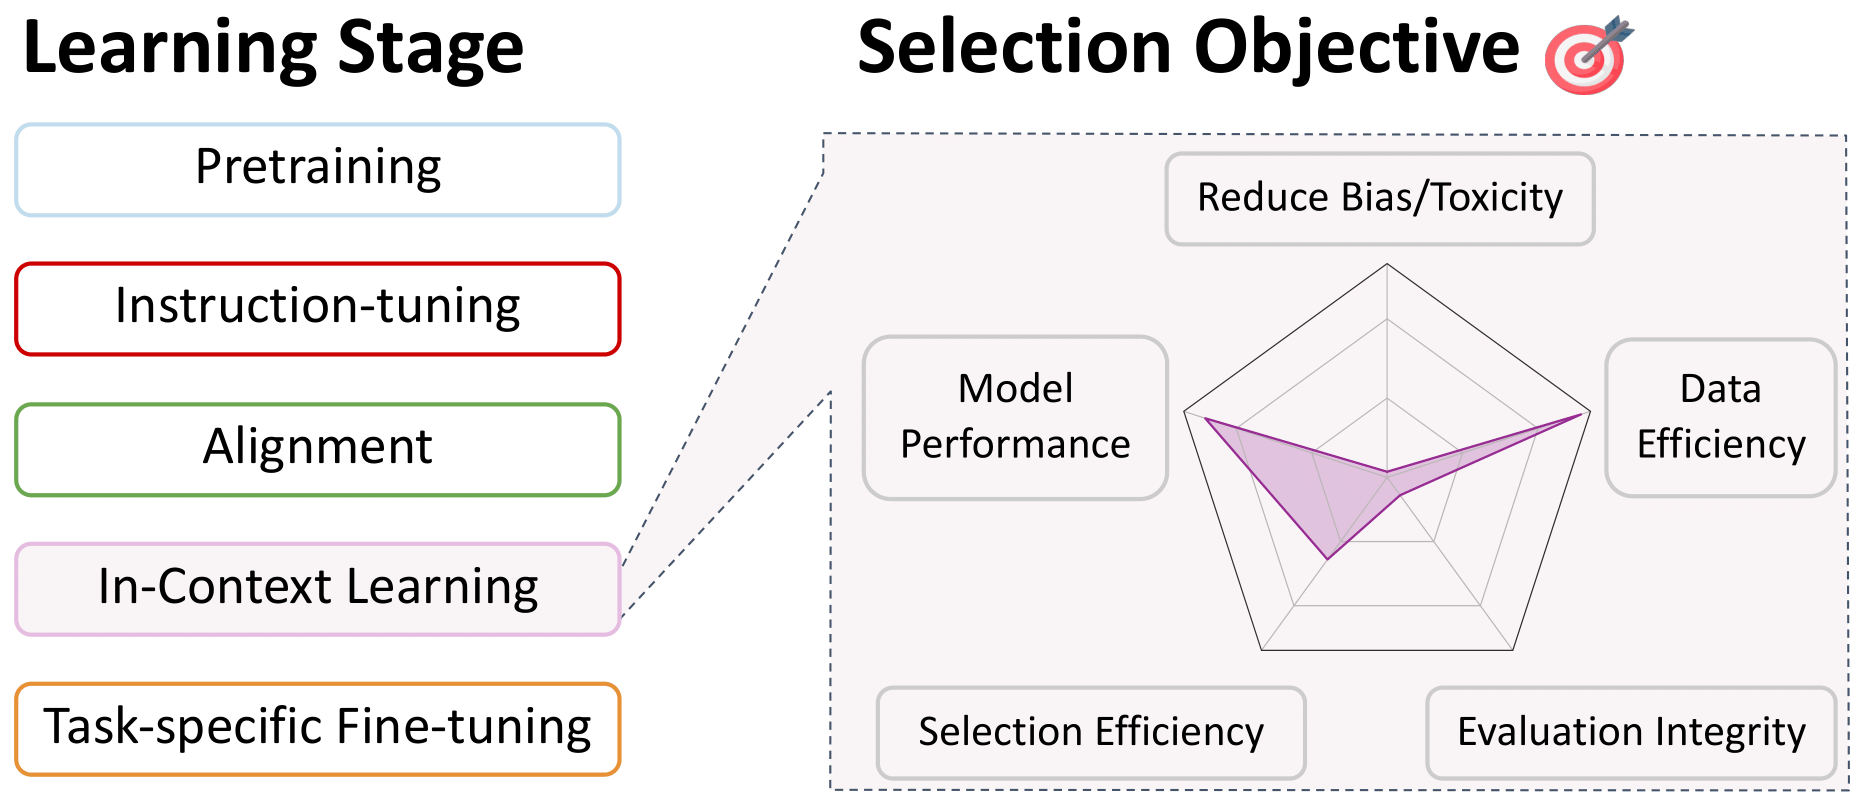 Learning Stage
Pretraining
Instruction-tuning
Alignment
In-Context Learning
Task-specific Fine-tuning
Selection Objective
Reduce Bias/Toxicity
Model
Performance
Data
Efficiency
Selection Efficiency
Evaluation Integrity